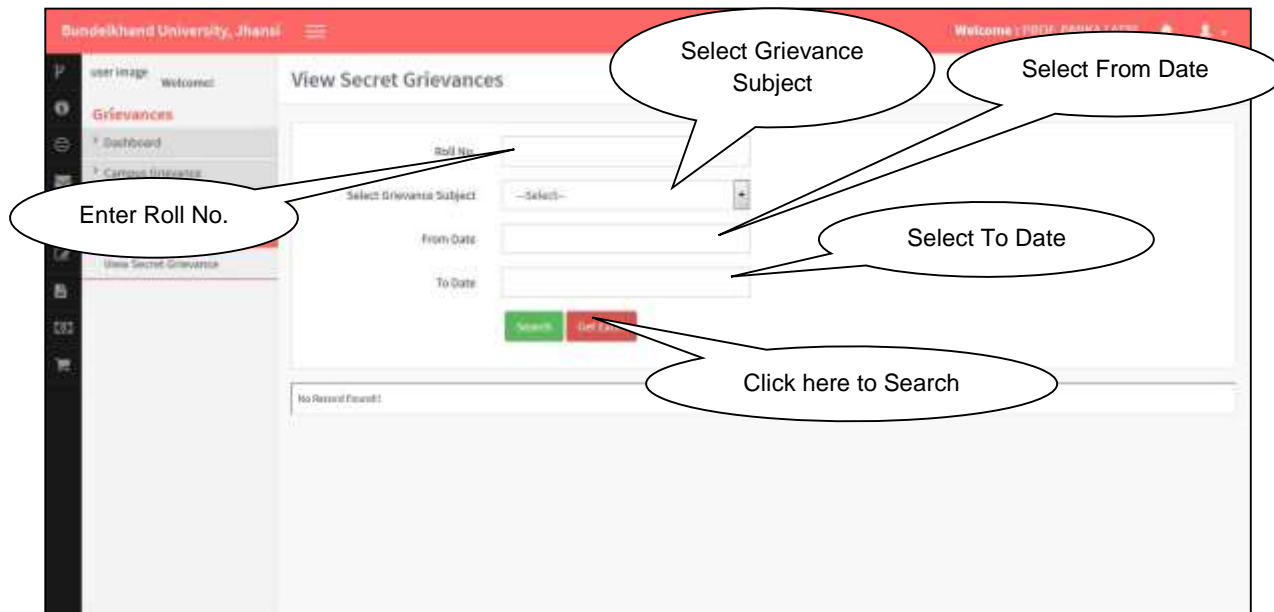 Bundelkhand University, Jhansi
Welcome :
user image
Welcome!
View Secret Grievances
Select Grievance
Subject
Select From Date
Grievances
Dashboard
Campus Grievance
Roll No.
Enter Roll No.
Select Grievance Subject
--Select--
From Date
Select To Date
View Secret Grievance
To Date
Search
Get
Click here to Search
No Record Found!!